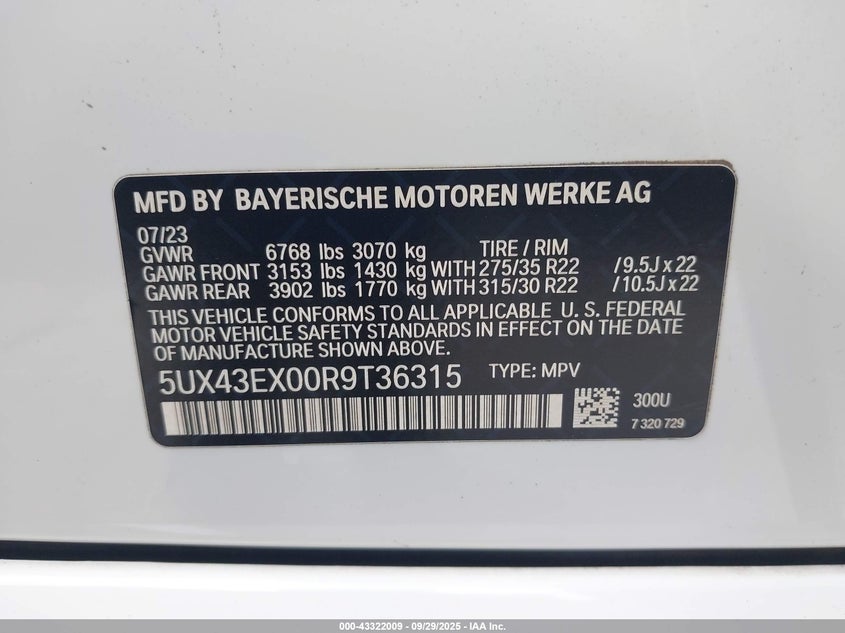 MFD BY BAYERISCHE MOTOREN WERKE AG
07/23
GVWR 6768 lbs 3070 kg TIRE / RIM
GAWR FRONT 3153 lbs 1430 kg WITH 275/35 R22 /9.5J x 22
GAWR REAR 3902 lbs 1770 kg WITH 315/30 R22 /10.5J x 22
THIS VEHICLE CONFORMS TO ALL APPLICABLE U. S. FEDERAL
MOTOR VEHICLE SAFETY STANDARDS IN EFFECT ON THE DATE
OF MANUFACTURE SHOWN ABOVE.
5UX43EX00R9T36315 TYPE: MPV
300U
7 320 729
000-43322009 - 09/29/2025 - IAA Inc.